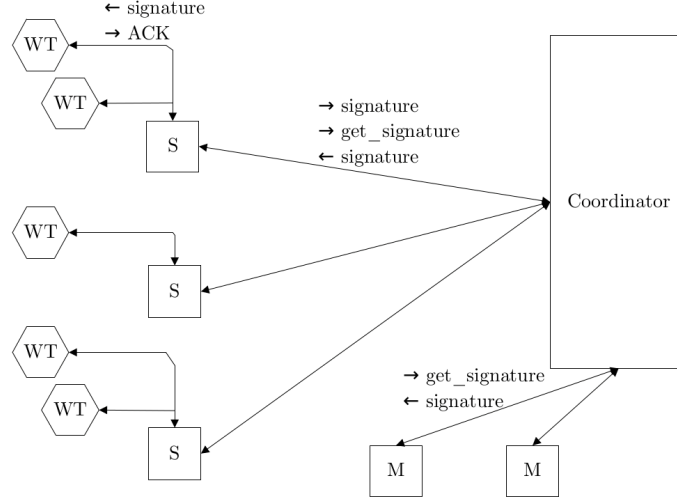 ← signature
→ ACK
WT
WT
S
→ signature
→ get_signature
← signature
Coordinator
WT
S
WT
WT
S
→ get_signature
← signature
M
M